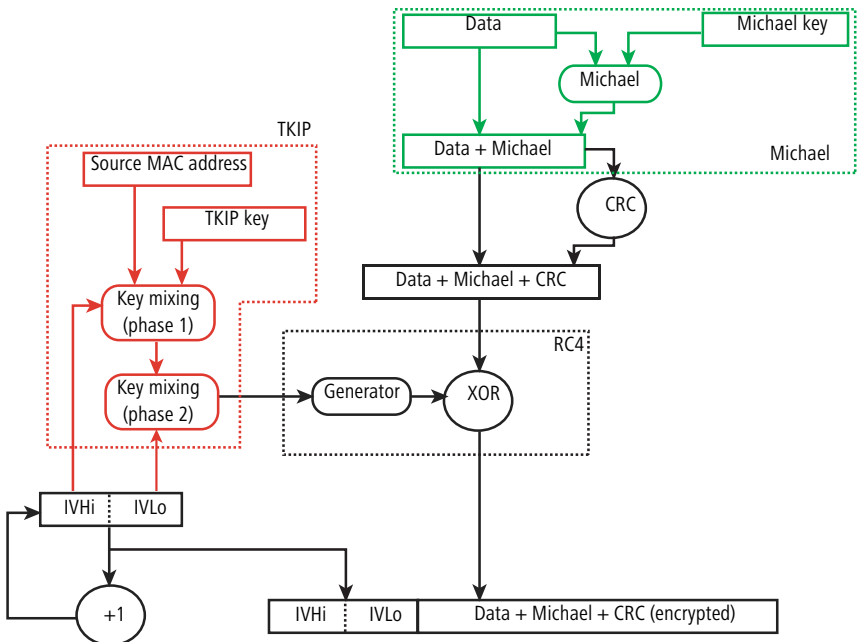 Data
Michael key
Michael
TKIP
Data + Michael
Michael
Source MAC address
CRC
TKIP key
Data + Michael + CRC
Key mixing
(phase 1)
RC4
Key mixing
(phase 2)
Generator
XOR
IVHi
IVLo
+1
IVHi
IVLo
Data + Michael + CRC (encrypted)